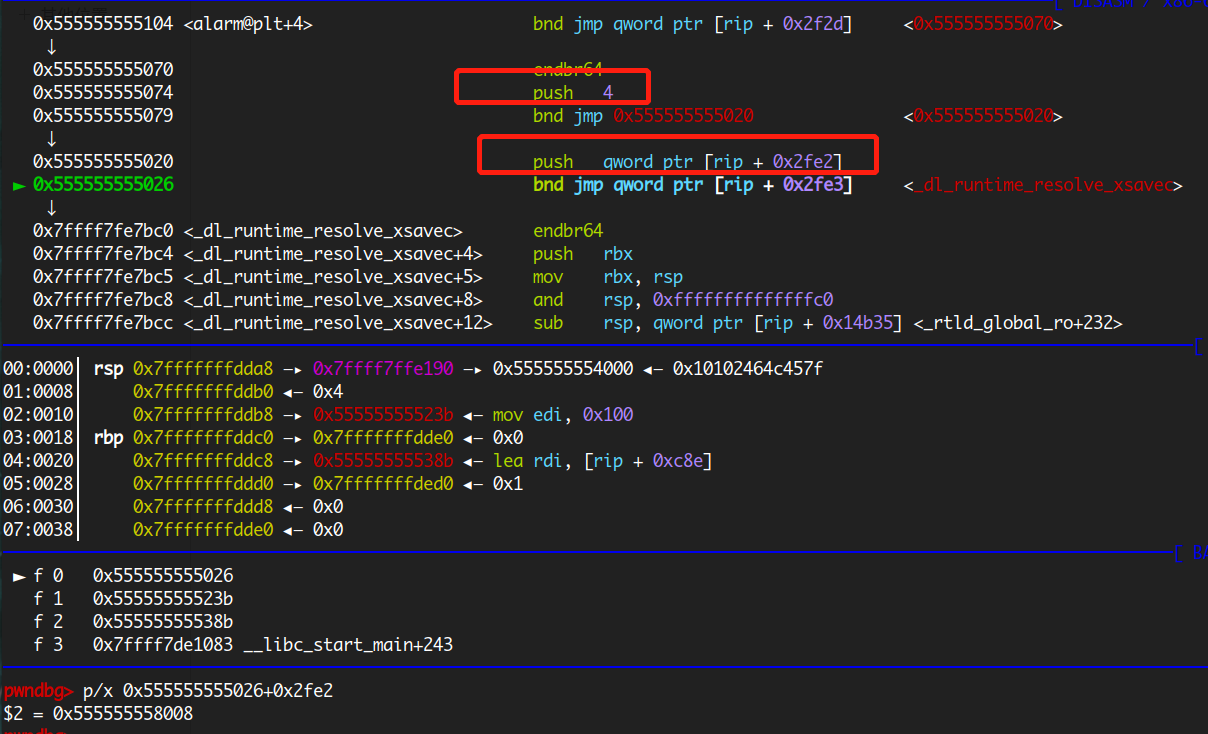 0x555555555104 <alarm@plt+4> bnd jmp qword ptr [rip + 0x2f2d] <0x555555555070>
↓
0x555555555070 endbr64
0x555555555074 push 4
0x555555555079 bnd jmp 0x555555555020 <0x555555555020>
↓
0x555555555020 push qword ptr [rip + 0x2fe2]
► 0x555555555026 bnd jmp qword ptr [rip + 0x2fe3] <_dl_runtime_resolve_xsavec>
↓
0x7ffff7fe7bc0 <_dl_runtime_resolve_xsavec> endbr64
0x7ffff7fe7bc4 <_dl_runtime_resolve_xsavec+4> push rbx
0x7ffff7fe7bc5 <_dl_runtime_resolve_xsavec+5> mov rbx, rsp
0x7ffff7fe7bc8 <_dl_runtime_resolve_xsavec+8> and rsp, 0xffffffffffffffc0
0x7ffff7fe7bcc <_dl_runtime_resolve_xsavec+12> sub rsp, qword ptr [rip + 0x14b35] <_rtld_global_ro+232>
00:0000│ rsp 0x7fffffffdda8 —▸ 0x7ffff7ffe190 —▸ 0x555555554000 ◂— 0x10102464c457f
01:0008│ 0x7fffffffddb0 ◂— 0x4
02:0010│ 0x7fffffffddb8 —▸ 0x55555555523b ◂— mov edi, 0x100
03:0018│ rbp 0x7fffffffddc0 —▸ 0x7fffffffdde0 ◂— 0x0
04:0020│ 0x7fffffffddc8 —▸ 0x55555555538b ◂— lea rdi, [rip + 0xc8e]
05:0028│ 0x7fffffffddd0 —▸ 0x7fffffffded0 ◂— 0x1
06:0030│ 0x7fffffffddd8 ◂— 0x0
07:0038│ 0x7fffffffdde0 ◂— 0x0
► f 0 0x555555555026
f 1 0x55555555523b
f 2 0x55555555538b
f 3 0x7ffff7de1083 __libc_start_main+243
pwndbg> p/x 0x555555555026+0x2fe2
$2 = 0x555555558008